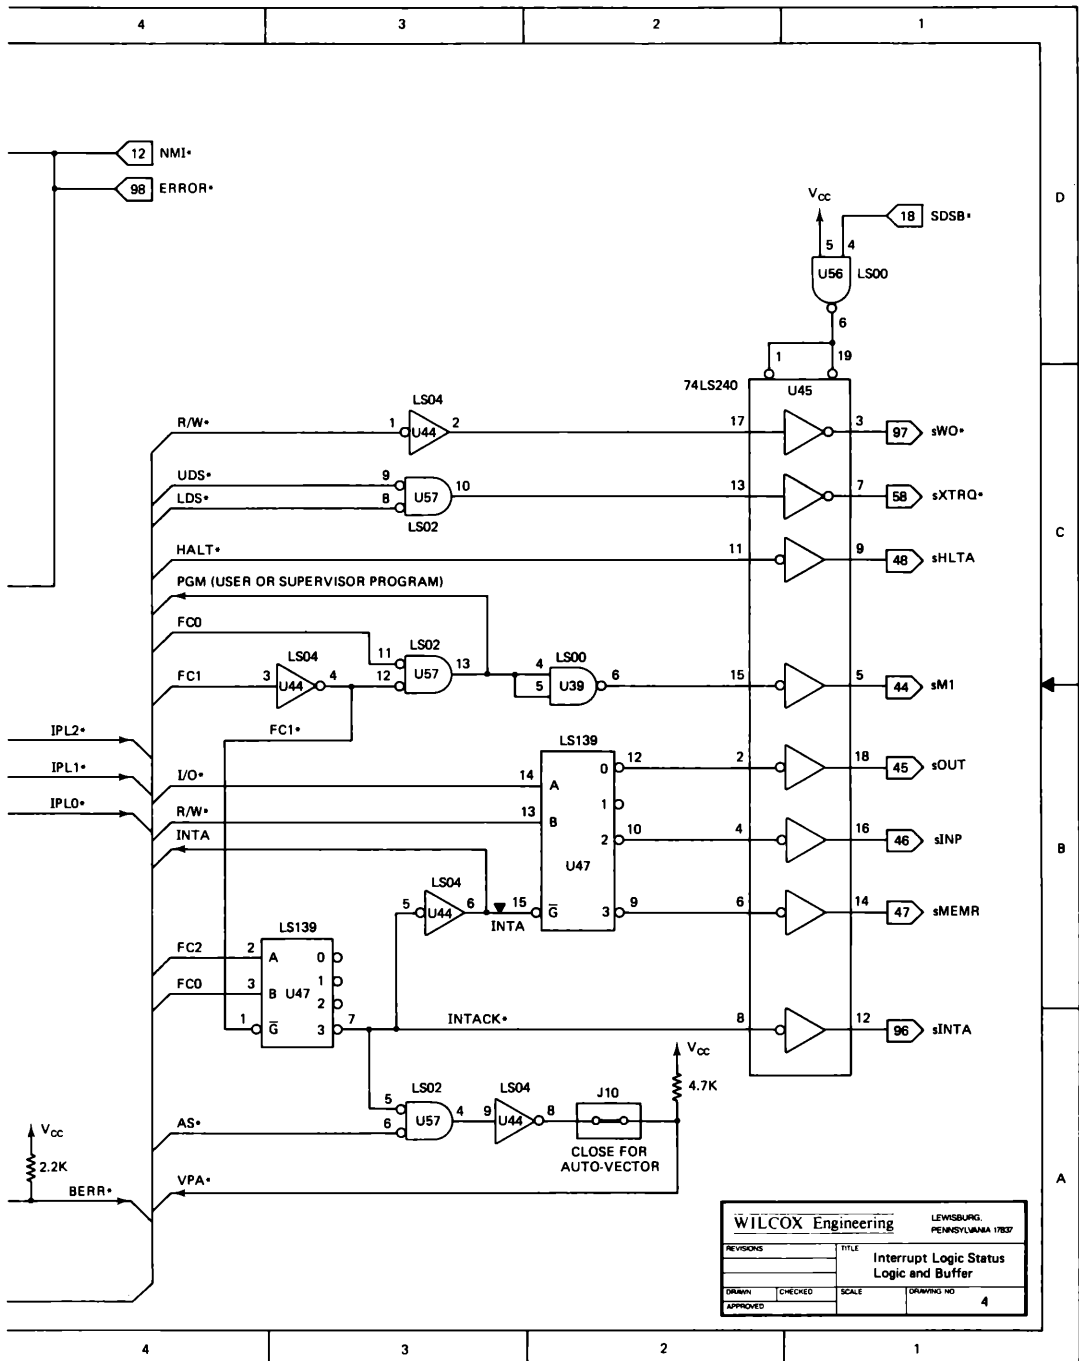 4 3 2 1
12 NMI*
98 ERROR*
D
VCC
18 SDSB*
5 4
U56 LS00
6
1 19
74LS240 U45
LS04
R/W* 1 U44 2 17 3 97 sWO*
UDS* 9
U57 10 13 7 58 sXTRQ*
LDS* 8
LS02
C
HALT* 11 9 48 sHLTA
PGM (USER OR SUPERVISOR PROGRAM)
FC0
LS02
11
U57 13
12
LS00
4
5
U39 6 15 5 44 sM1
LS04
FC1 3 U44 4
FC1*
IPL2*
IPL1*
IPL0*
LS139
I/O* 14 A 0 12 2 18 45 sOUT
1
R/W* 13 B
2 10 4 16 46 sINP
INTA
U47
B
LS04
5 U44 6 15 G 3 9 6 14 47 sMEMR
INTA
LS139
FC2 2 A 0
1
FC0 3 B U47
2
1 G 3 7 INTACK* 8 12 96 sINTA
VCC
4.7K
LS02 LS04 J10
5
U57 4 9 U44 8
AS* 6
CLOSE FOR
AUTO-VECTOR
VPA*
VCC
2.2K
BERR*
A
WILCOX Engineering LEWISBURG,
PENNSYLVANIA 17837
REVISIONS TITLE
Interrupt Logic Status
Logic and Buffer
DRAWN CHECKED SCALE DRAWING NO
4
APPROVED
4 3 2 1